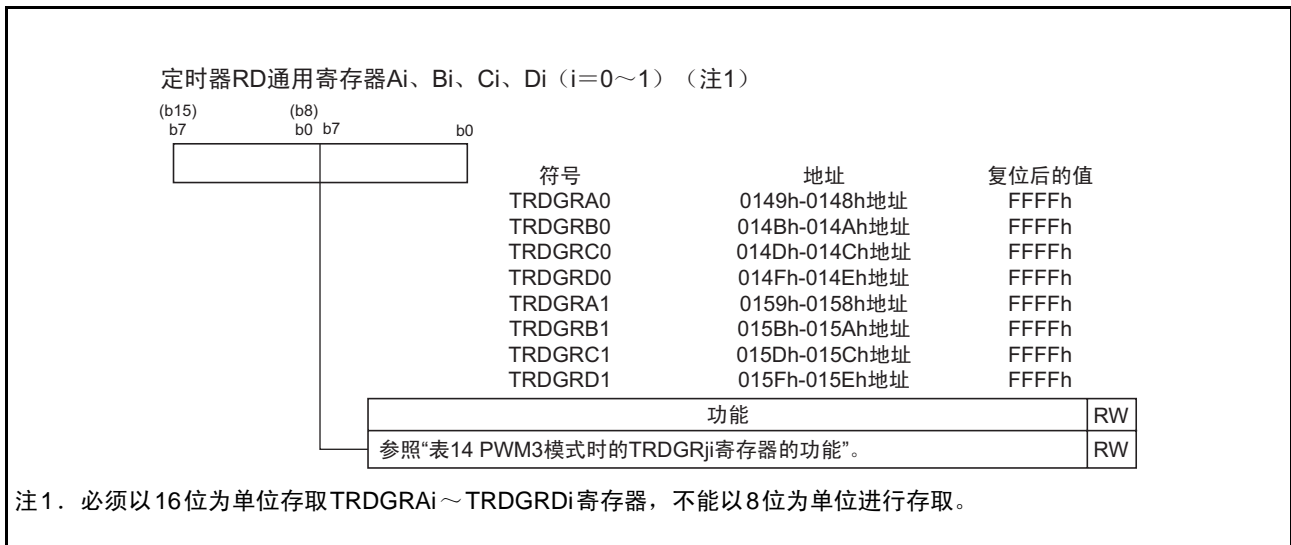 定时器RD通用寄存器Ai、Bi、Ci、Di（i＝0～1）（注1）
(b15) (b8)
b7 b0 b7 b0
符号 地址 复位后的值
TRDGRA0 0149h-0148h地址 FFFFh
TRDGRB0 014Bh-014Ah地址 FFFFh
TRDGRC0 014Dh-014Ch地址 FFFFh
TRDGRD0 014Fh-014Eh地址 FFFFh
TRDGRA1 0159h-0158h地址 FFFFh
TRDGRB1 015Bh-015Ah地址 FFFFh
TRDGRC1 015Dh-015Ch地址 FFFFh
TRDGRD1 015Fh-015Eh地址 FFFFh
功能 RW
参照“表14 PWM3模式时的TRDGRji寄存器的功能”。 RW
注1．必须以16位为单位存取TRDGRAi～TRDGRDi寄存器，不能以8位为单位进行存取。